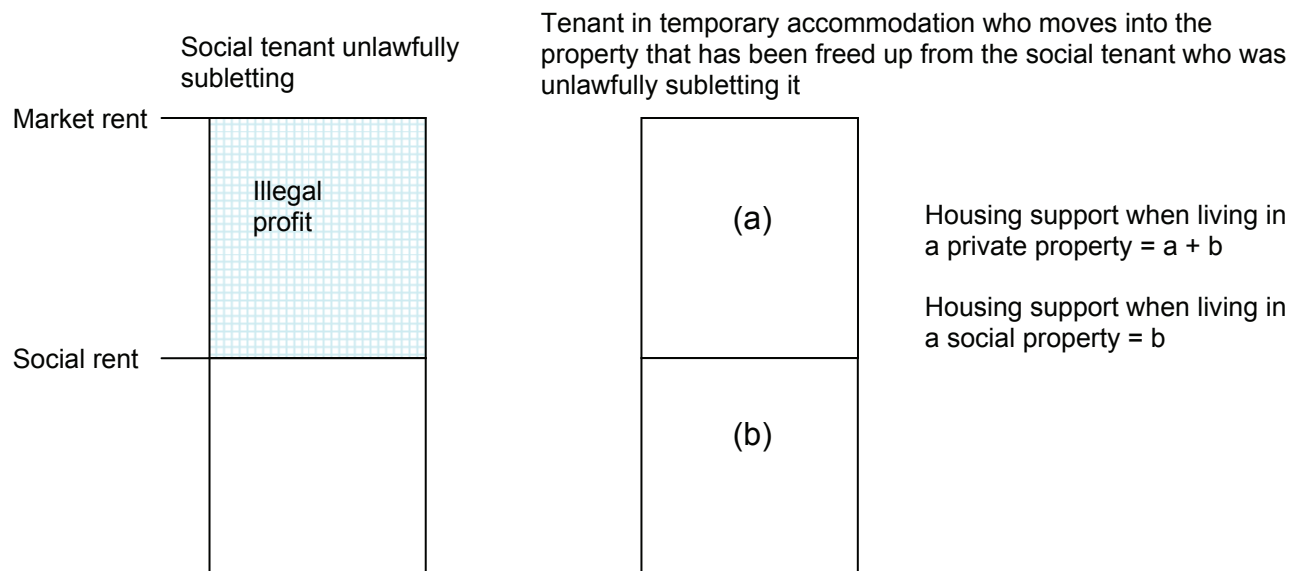 Social tenant unlawfully
subletting
Tenant in temporary accommodation who moves into the
property that has been freed up from the social tenant who was
unlawfully subletting it
Market rent
Illegal
profit
(a)
Housing support when living in
a private property = a + b
Housing support when living in
a social property = b
Social rent
(b)